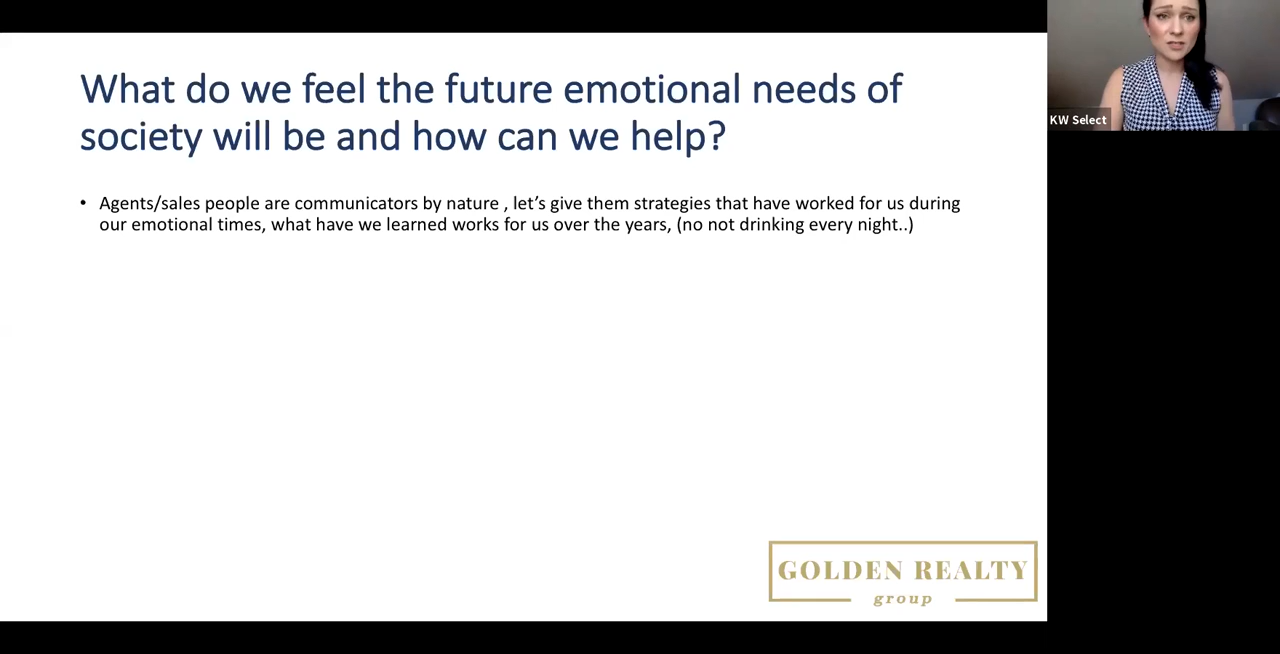 What do we feel the future emotional needs of
society will be and how can we help?
• Agents/sales people are communicators by nature , let’s give them strategies that have worked for us during
our emotional times, what have we learned works for us over the years, (no not drinking every night..)
KW Select
GOLDEN REALTY
group